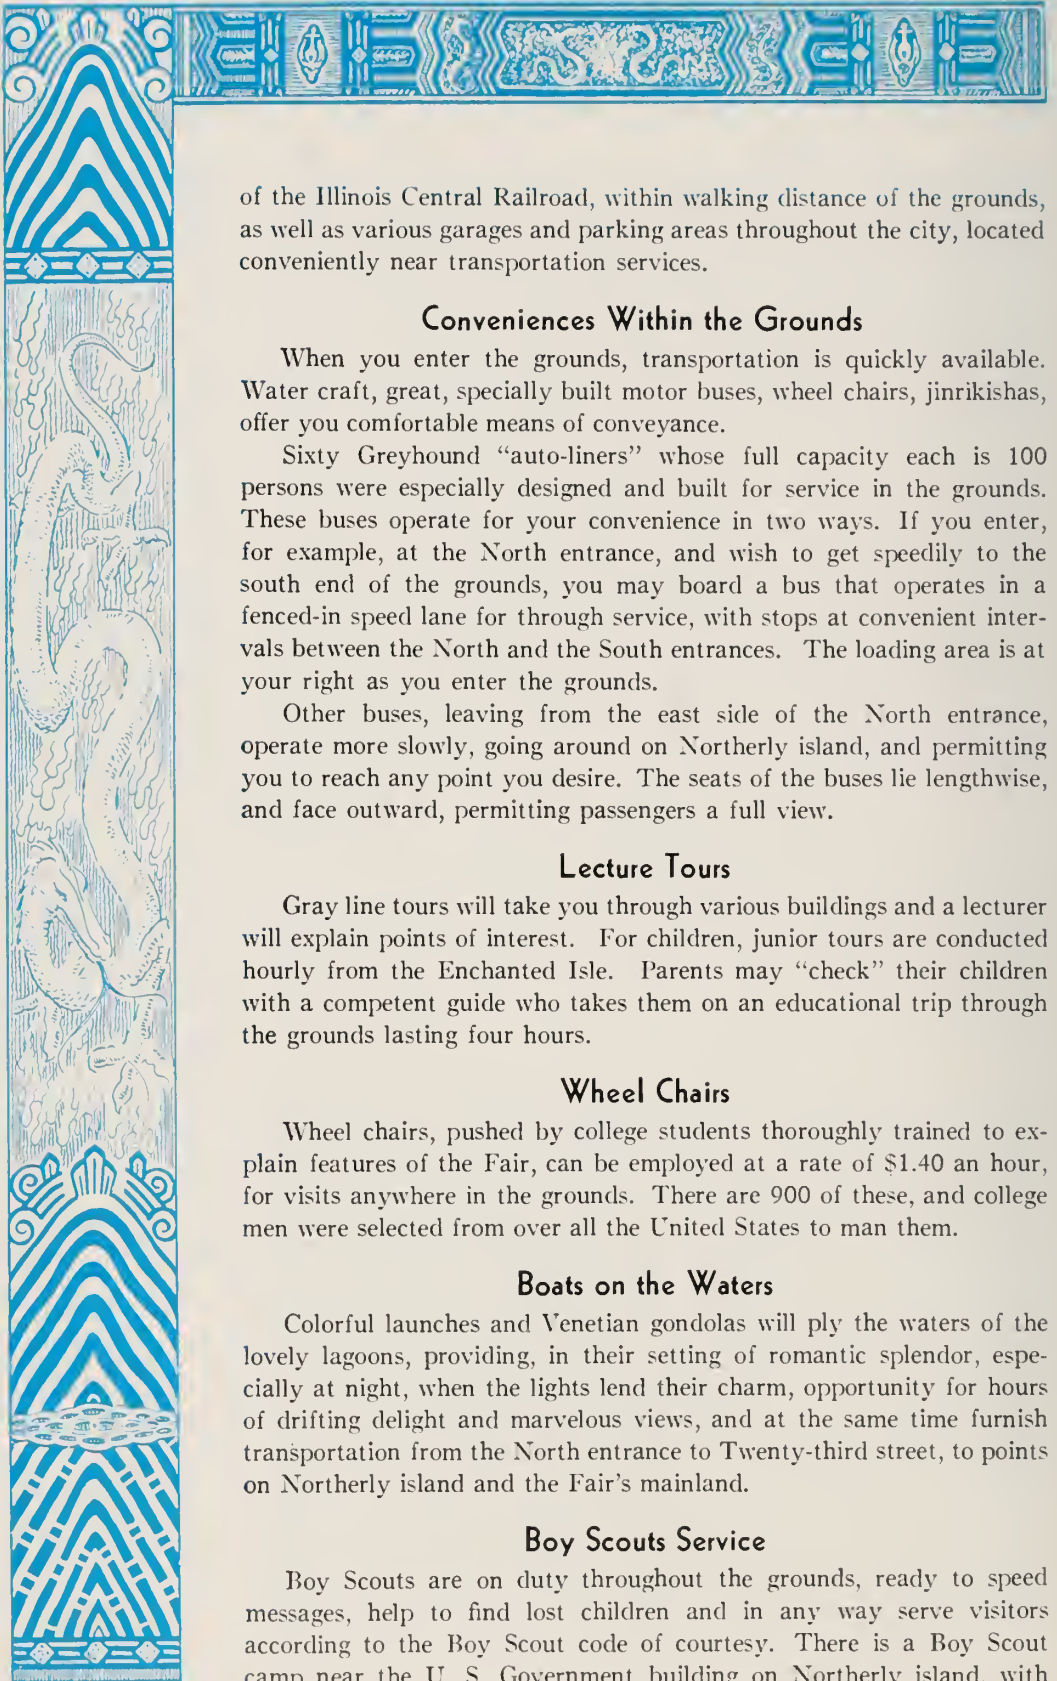 of the Illinois Central Railroad, within walking distance of the grounds,
as well as various garages and parking areas throughout the city, located
conveniently near transportation services.
Conveniences Within the Grounds
When you enter the grounds, transportation is quickly available.
Water craft, great, specially built motor buses, wheel chairs, jinrikishas,
offer you comfortable means of conveyance.
Sixty Greyhound “auto-liners” whose full capacity each is 100
persons were especially designed and built for service in the grounds.
These buses operate for your convenience in two ways. If you enter,
for example, at the North entrance, and wish to get speedily to the
south end of the grounds, you may board a bus that operates in a
fenced-in speed lane for through service, with stops at convenient inter-
vals between the North and the South entrances. The loading area is at
your right as you enter the grounds.
Other buses, leaving from the east side of the North entrance,
operate more slowly, going around on Northerly island, and permitting
you to reach any point you desire. The seats of the buses lie lengthwise,
and face outward, permitting passengers a full view.
Lecture Tours
Gray line tours will take you through various buildings and a lecturer
will explain points of interest. For children, junior tours are conducted
hourly from the Enchanted Isle. Parents may “check” their children
with a competent guide who takes them on an educational trip through
the grounds lasting four hours.
Wheel Chairs
Wheel chairs, pushed by college students thoroughly trained to ex-
plain features of the Fair, can be employed at a rate of $1.40 an hour,
for visits anywhere in the grounds. There are 900 of these, and college
men were selected from over all the United States to man them.
Boats on the Waters
Colorful launches and Venetian gondolas will ply the waters of the
lovely lagoons, providing, in their setting of romantic splendor, espe-
cially at night, when the lights lend their charm, opportunity for hours
of drifting delight and marvelous views, and at the same time furnish
transportation from the North entrance to Twenty-third street, to points
on Northerly island and the Fair's mainland.
Boy Scouts Service
Boy Scouts are on duty throughout the grounds, ready to speed
messages, help to find lost children and in any way serve visitors
according to the Boy Scout code of courtesy. There is a Boy Scout
camp near the U. S. Government building on Northerly island, with